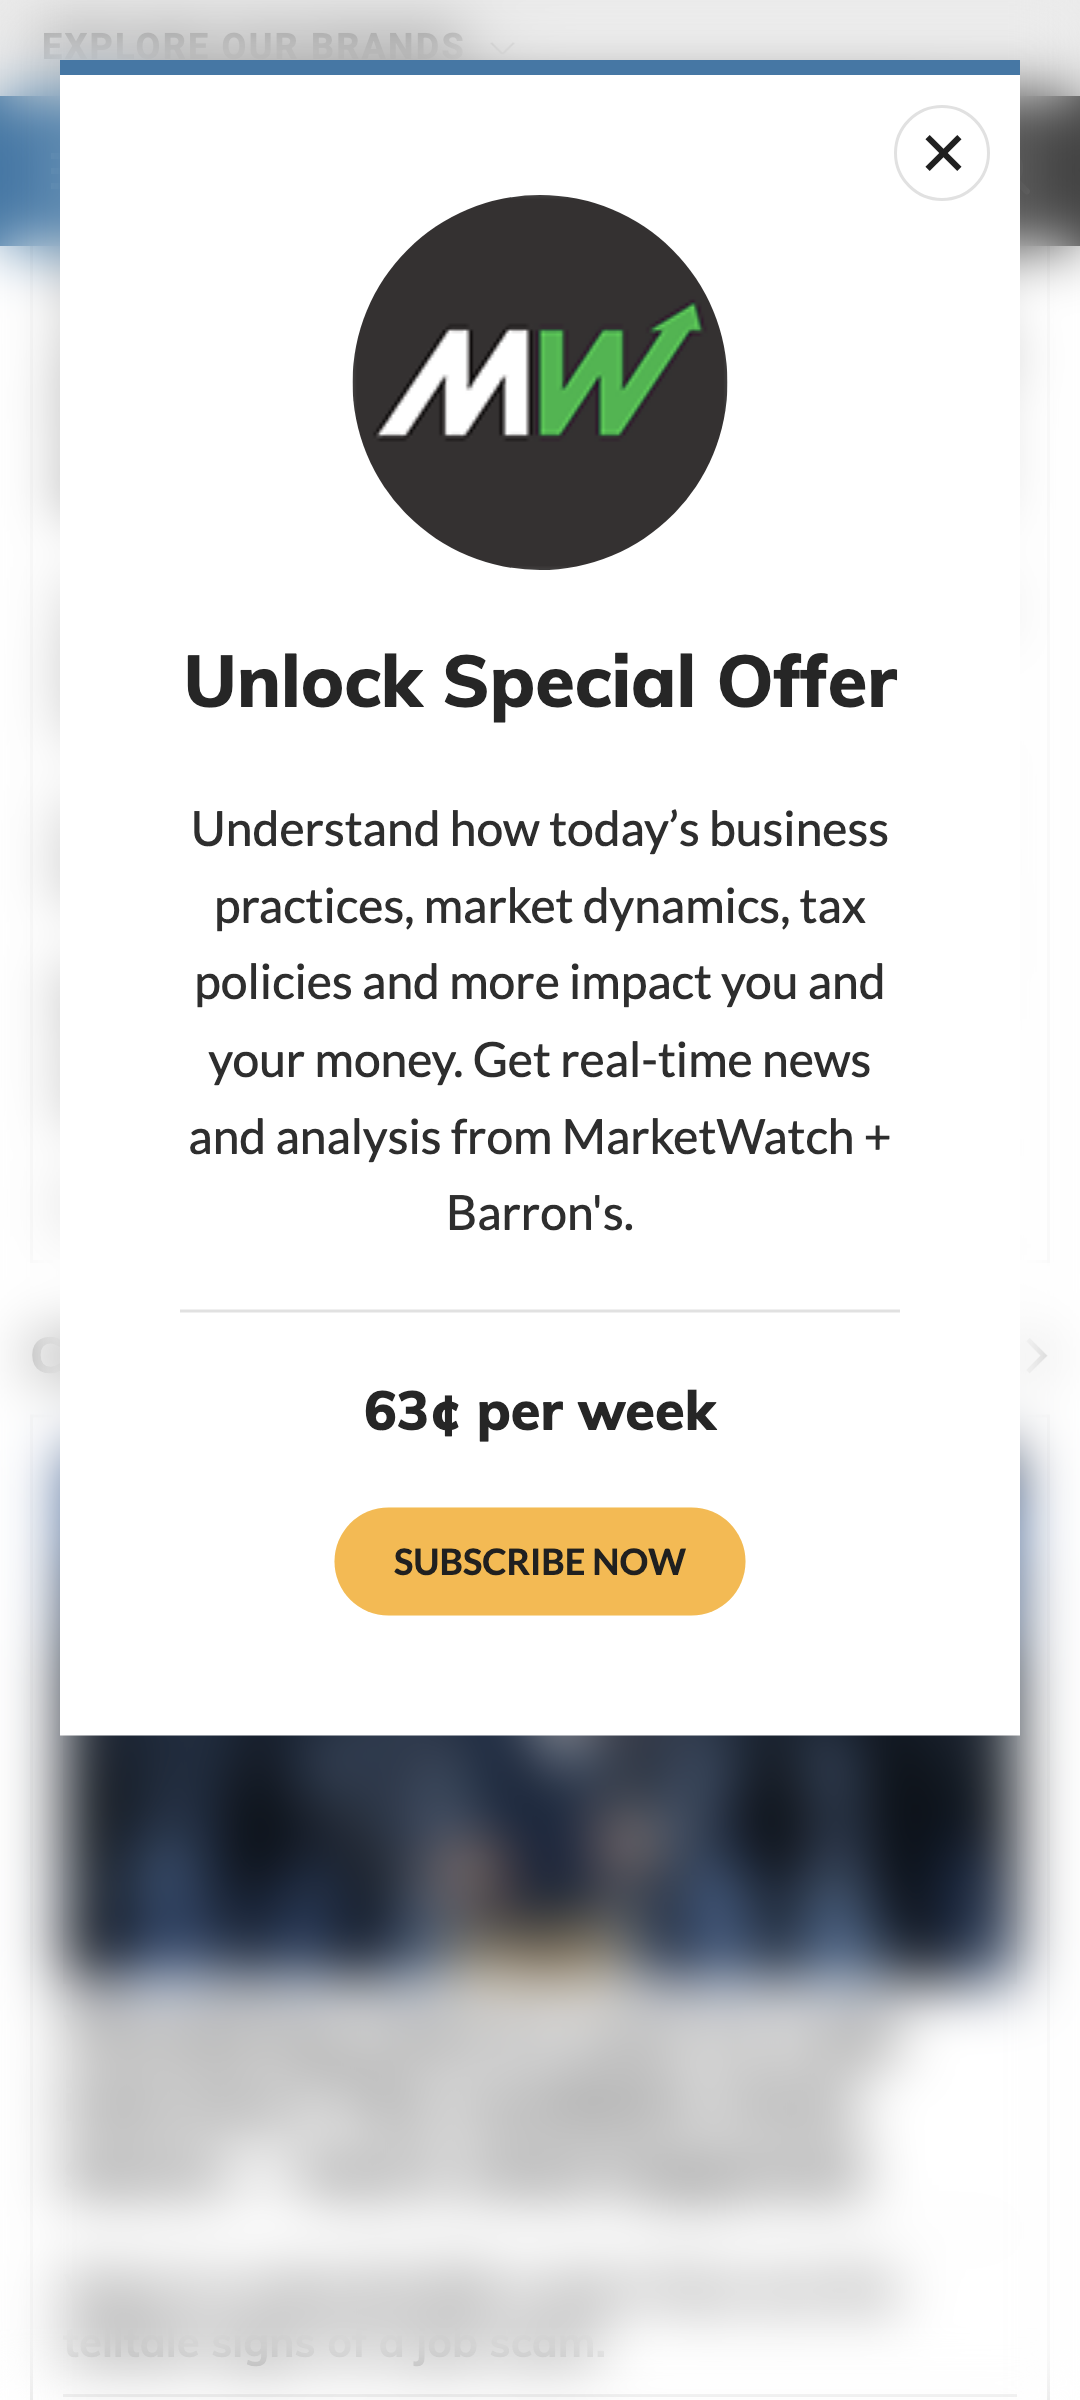 EXPLORE OUR BRANDS
MW
Unlock Special Offer
Understand how today’s business
practices, market dynamics, tax
policies and more impact you and
your money. Get real-time news
and analysis from MarketWatch +
Barron's.
63¢ per week
SUBSCRIBE NOW
telltale signs of a job scam.